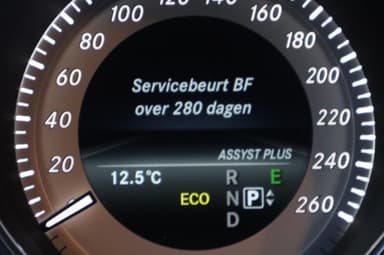 100 120 140 160
80 180
60 200
40 220
20 240
260
Servicebeurt BF
over 280 dagen
ASSYST PLUS
12.5°C R E
ECO N P
D